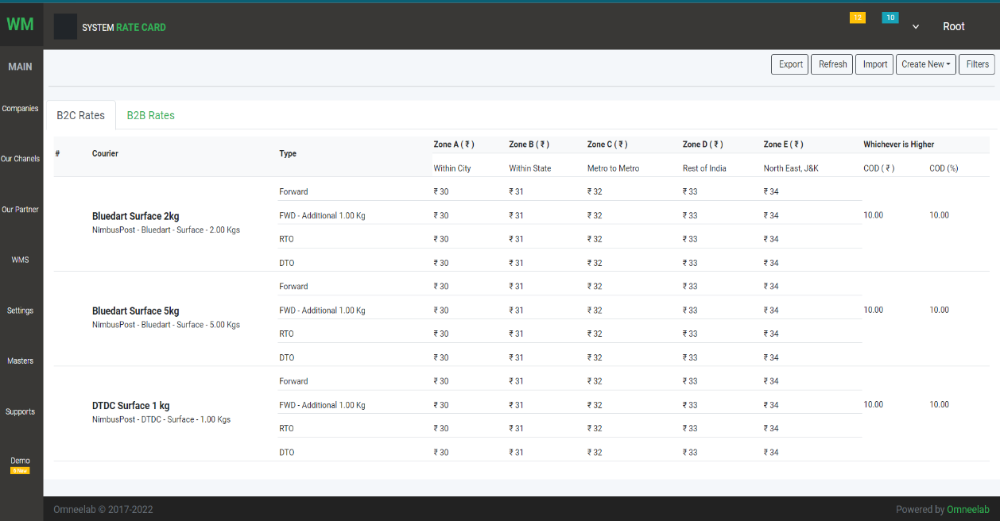 WM
SYSTEM RATE CARD
12
10
Root
MAIN
Companies
Our Chanels
Our Partner
WMS
Settings
Masters
Supports
Demo
6 New
Export Refresh Import Create New Filters
B2C Rates B2B Rates
# Courier Type Zone A ( ₹ ) Zone B ( ₹ ) Zone C ( ₹ ) Zone D ( ₹ ) Zone E ( ₹ ) Whichever is Higher
Within City Within State Metro to Metro Rest of India North East, J&K COD ( ₹ ) COD (%)
Bluedart Surface 2kg
NimbusPost - Bluedart - Surface - 2.00 Kgs
Forward ₹ 30 ₹ 31 ₹ 32 ₹ 33 ₹ 34
FWD - Additional 1.00 Kg ₹ 30 ₹ 31 ₹ 32 ₹ 33 ₹ 34 10.00 10.00
RTO ₹ 30 ₹ 31 ₹ 32 ₹ 33 ₹ 34
DTO ₹ 30 ₹ 31 ₹ 32 ₹ 33 ₹ 34
Bluedart Surface 5kg
NimbusPost - Bluedart - Surface - 5.00 Kgs
Forward ₹ 30 ₹ 31 ₹ 32 ₹ 33 ₹ 34
FWD - Additional 1.00 Kg ₹ 30 ₹ 31 ₹ 32 ₹ 33 ₹ 34 10.00 10.00
RTO ₹ 30 ₹ 31 ₹ 32 ₹ 33 ₹ 34
DTO ₹ 30 ₹ 31 ₹ 32 ₹ 33 ₹ 34
DTDC Surface 1 kg
NimbusPost - DTDC - Surface - 1.00 Kgs
Forward ₹ 30 ₹ 31 ₹ 32 ₹ 33 ₹ 34
FWD - Additional 1.00 Kg ₹ 30 ₹ 31 ₹ 32 ₹ 33 ₹ 34 10.00 10.00
RTO ₹ 30 ₹ 31 ₹ 32 ₹ 33 ₹ 34
DTO ₹ 30 ₹ 31 ₹ 32 ₹ 33 ₹ 34
Omneelab © 2017-2022
Powered by Omneelab